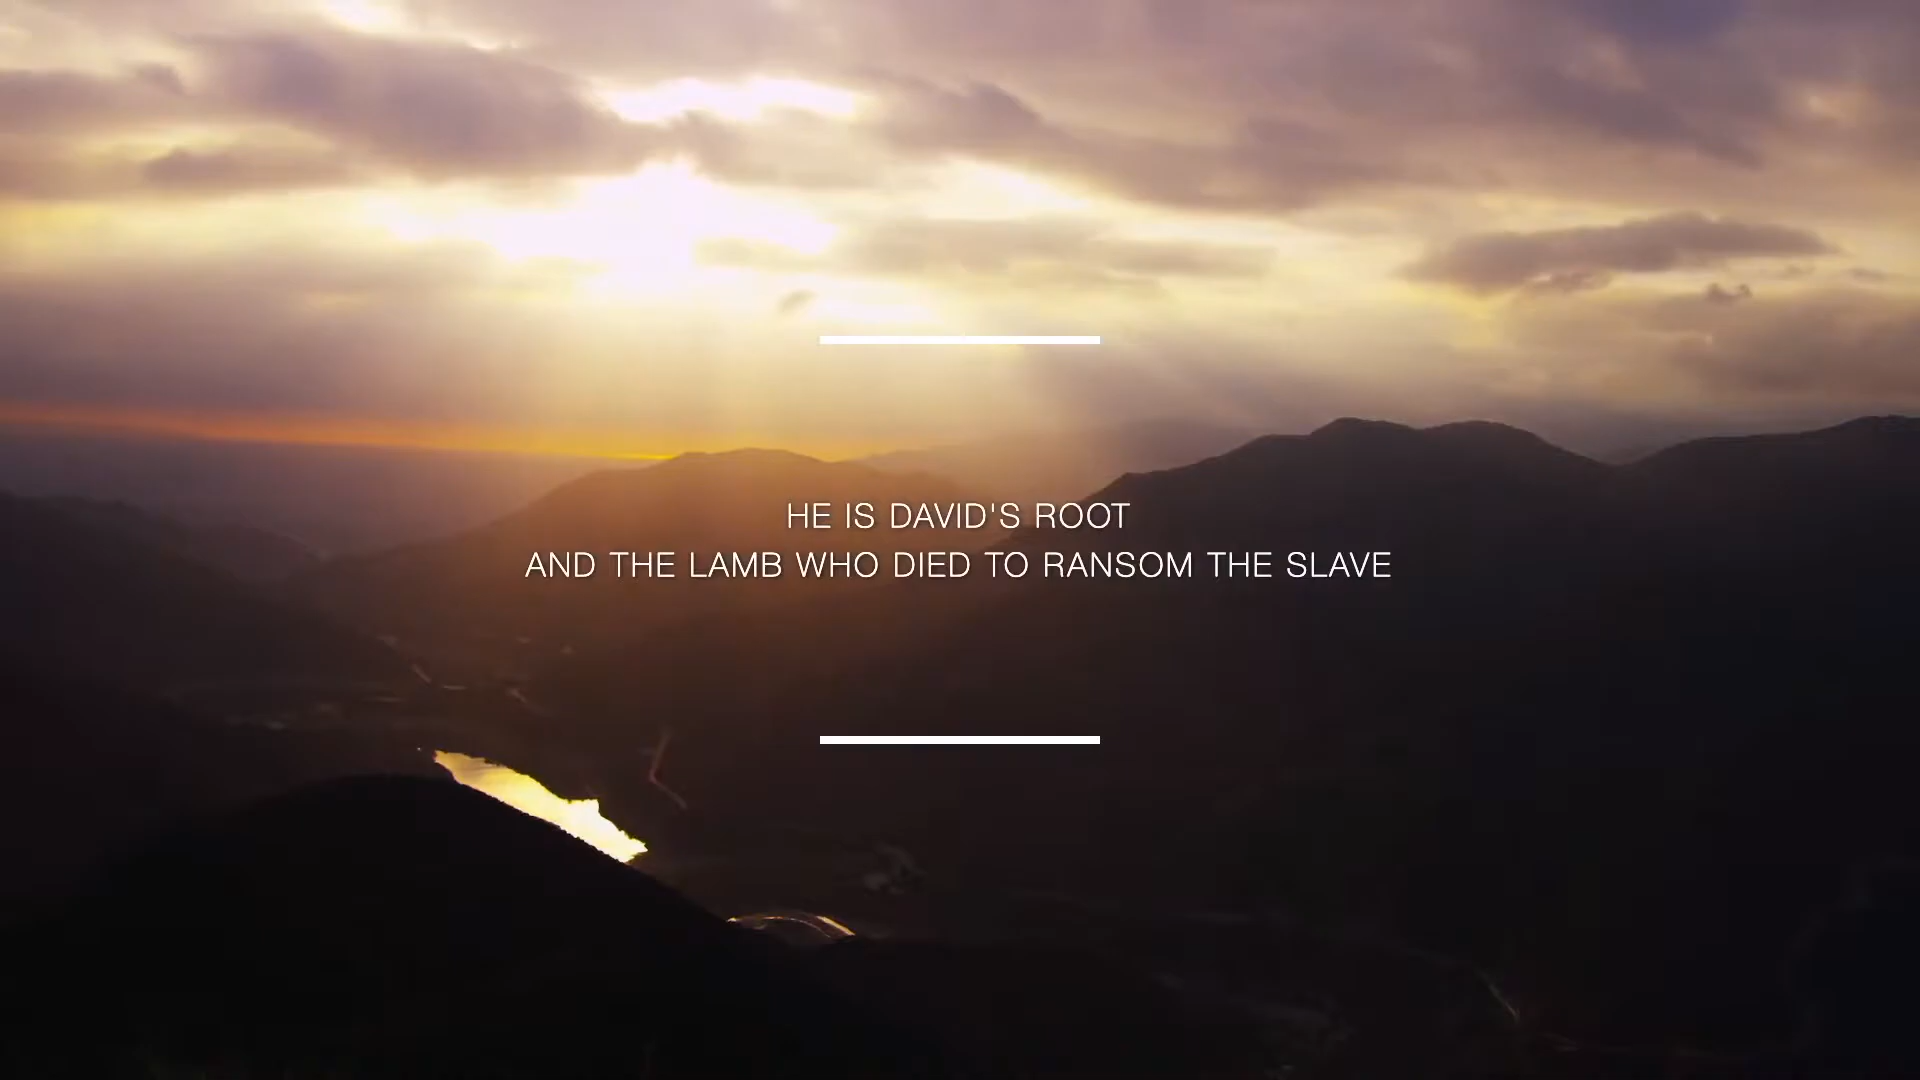 HE IS DAVID'S ROOT
AND THE LAMB WHO DIED TO RANSOM THE SLAVE